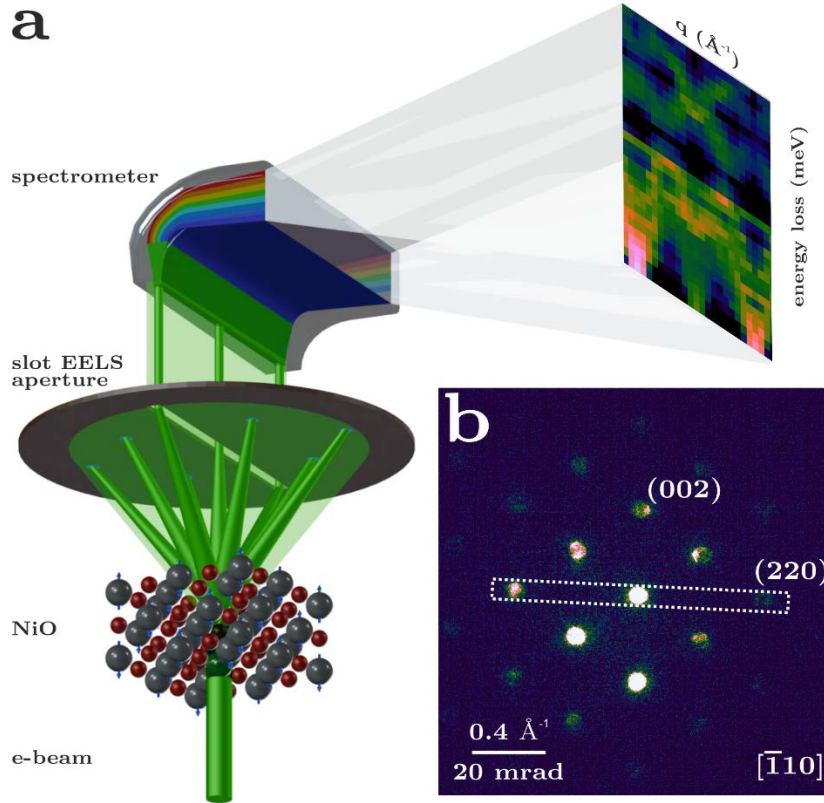 a
q (Å⁻¹)
energy loss (meV)
spectrometer
slot EELS
aperture
NiO
e-beam
b
(002)
(220)
0.4 Å⁻¹
20 mrad
[1̅10]